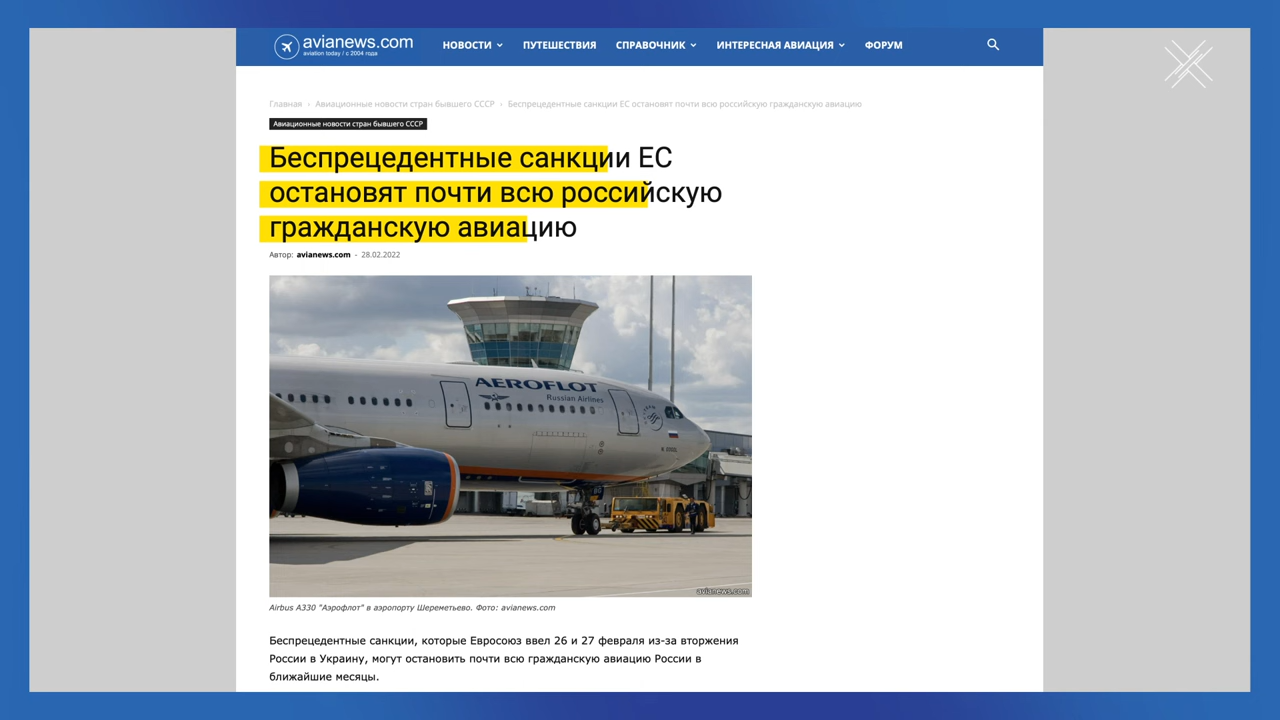 avianews.com
aviation today / с 2004 года
НОВОСТИ ПУТЕШЕСТВИЯ СПРАВОЧНИК ИНТЕРЕСНАЯ АВИАЦИЯ ФОРУМ
Главная › Авиационные новости стран бывшего СССР › Беспрецедентные санкции ЕС остановят почти всю российскую гражданскую авиацию
Авиационные новости стран бывшего СССР
Беспрецедентные санкции ЕС
остановят почти всю российскую
гражданскую авиацию
Автор: avianews.com - 28.02.2022
AEROFLOT
Russian Airlines
avianews.com
Airbus A330 "Аэрофлот" в аэропорту Шереметьево. Фото: avianews.com
Беспрецедентные санкции, которые Евросоюз ввел 26 и 27 февраля из-за вторжения
России в Украину, могут остановить почти всю гражданскую авиацию России в
ближайшие месяцы.